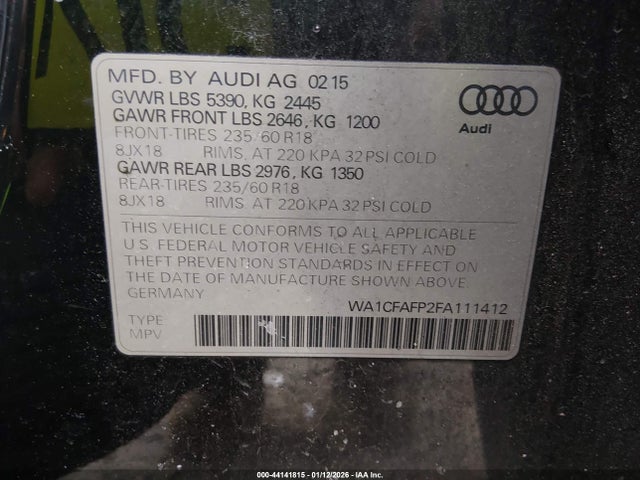 MFD. BY AUDI AG 02 15
GVWR LBS 5390, KG 2445
GAWR FRONT LBS 2646, KG 1200
FRONT-TIRES 235/60 R18
8JX18 RIMS, AT 220 KPA 32 PSI COLD
GAWR REAR LBS 2976, KG 1350
REAR-TIRES 235/60 R18
8JX18 RIMS, AT 220 KPA 32 PSI COLD
Audi
THIS VEHICLE CONFORMS TO ALL APPLICABLE
U.S. FEDERAL MOTOR VEHICLE SAFETY AND
THEFT PREVENTION STANDARDS IN EFFECT ON
THE DATE OF MANUFACTURE SHOWN ABOVE.
GERMANY
WA1CFAFP2FA111412
TYPE
MPV
000-44141815 - 01/12/2026 - IAA Inc.